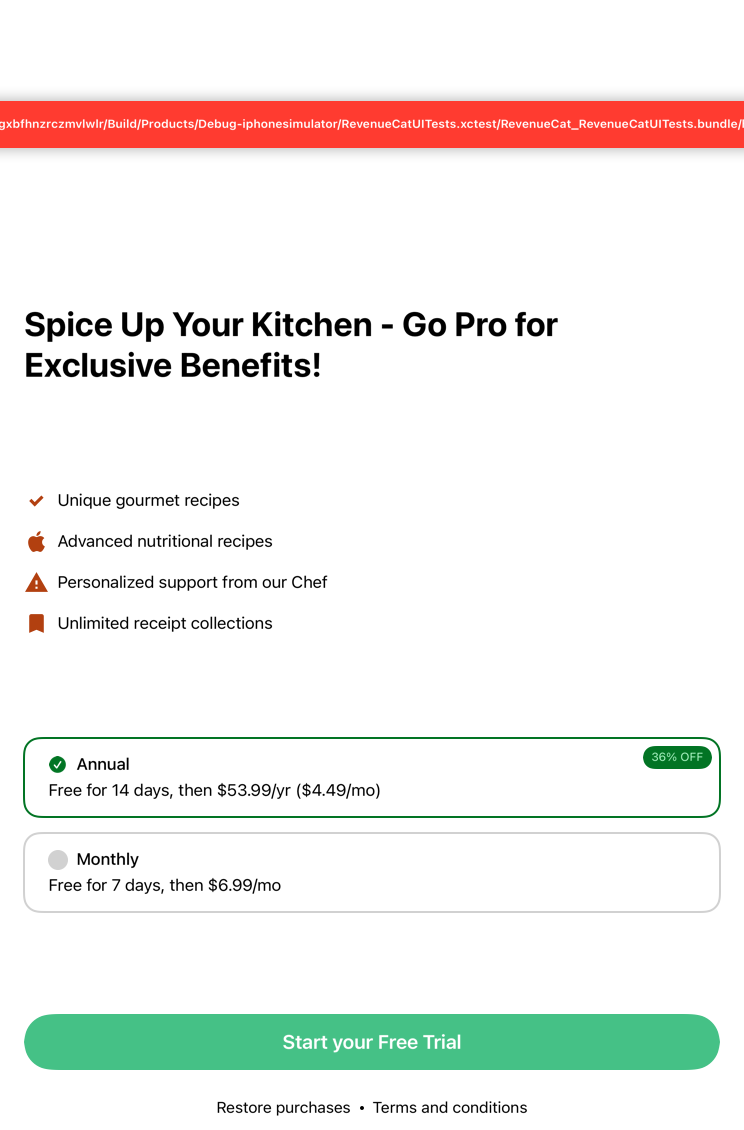 gxbfhnzrczmvlwlr/Build/Products/Debug-iphonesimulator/RevenueCatUITests.xctest/RevenueCat_RevenueCatUITests.bundle/
Spice Up Your Kitchen - Go Pro for
Exclusive Benefits!
Unique gourmet recipes
Advanced nutritional recipes
Personalized support from our Chef
Unlimited receipt collections
Annual
36% OFF
Free for 14 days, then $53.99/yr ($4.49/mo)
Monthly
Free for 7 days, then $6.99/mo
Start your Free Trial
Restore purchases • Terms and conditions